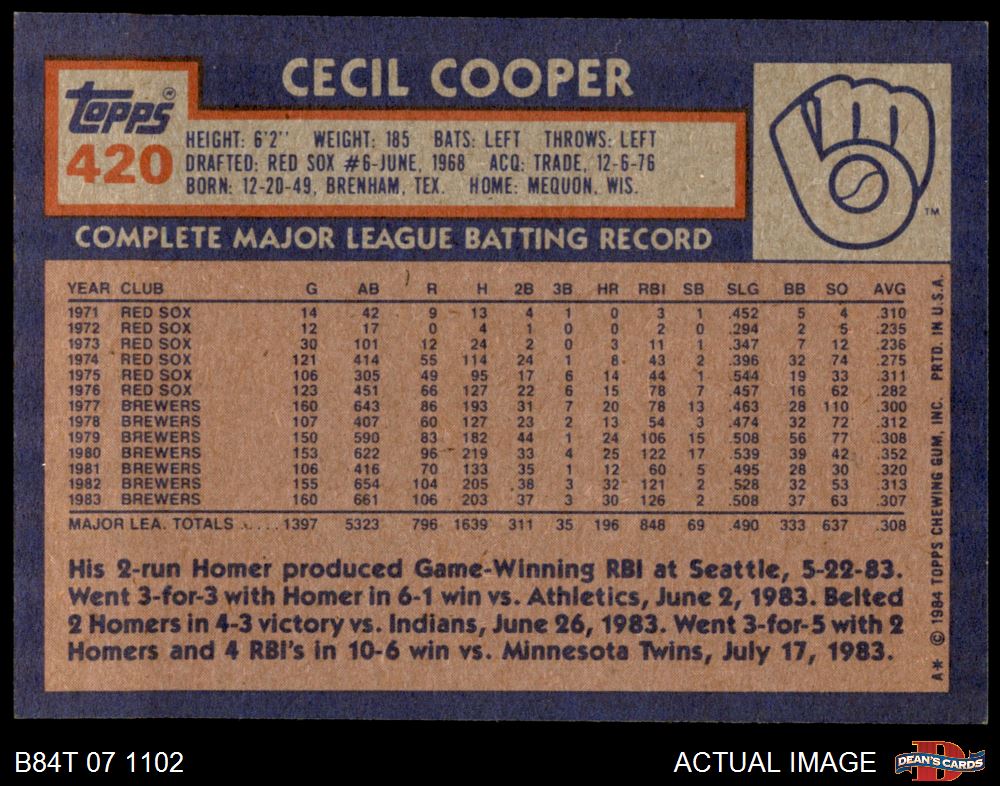 CECIL COOPER
Topps®
420
HEIGHT: 6'2" WEIGHT: 185 BATS: LEFT THROWS: LEFT
DRAFTED: RED SOX #6-JUNE, 1968 ACQ: TRADE, 12-6-76
BORN: 12-20-49, BRENHAM, TEX. HOME: MEQUON, WIS.
TM
COMPLETE MAJOR LEAGUE BATTING RECORD
YEAR CLUB G AB R H 2B 3B HR RBI SB SLG BB SO AVG
1971 RED SOX 14 42 9 13 4 1 0 3 1 .452 5 4 .310
1972 RED SOX 12 17 0 4 1 0 0 2 0 .294 2 5 .235
1973 RED SOX 30 101 12 24 2 0 3 11 1 .347 7 12 .236
1974 RED SOX 121 414 55 114 24 1 8 43 2 .396 32 74 .275
1975 RED SOX 106 305 49 95 17 6 14 44 1 .544 19 33 .311
1976 RED SOX 123 451 66 127 22 6 15 78 7 .457 16 62 .282
1977 BREWERS 160 643 86 193 31 7 20 78 13 .463 28 110 .300
1978 BREWERS 107 407 60 127 23 2 13 54 3 .474 32 72 .312
1979 BREWERS 150 590 83 182 44 1 24 106 15 .508 56 77 .308
1980 BREWERS 153 622 96 219 33 4 25 122 17 .539 39 42 .352
1981 BREWERS 106 416 70 133 35 1 12 60 5 .495 28 30 .320
1982 BREWERS 155 654 104 205 38 3 32 121 2 .528 32 53 .313
1983 BREWERS 160 661 106 203 37 3 30 126 2 .508 37 63 .307
MAJOR LEA. TOTALS ..... 1397 5323 796 1639 311 35 196 848 69 .490 333 637 .308
His 2-run Homer produced Game-Winning RBI at Seattle, 5-22-83.
Went 3-for-3 with Homer in 6-1 win vs. Athletics, June 2, 1983. Belted
2 Homers in 4-3 victory vs. Indians, June 26, 1983. Went 3-for-5 with 2
Homers and 4 RBI's in 10-6 win vs. Minnesota Twins, July 17, 1983.
A* © 1984 TOPPS CHEWING GUM, INC. PRTD. IN U.S.A.
B84T 07 1102
ACTUAL IMAGE
D
DEAN'S CARDS